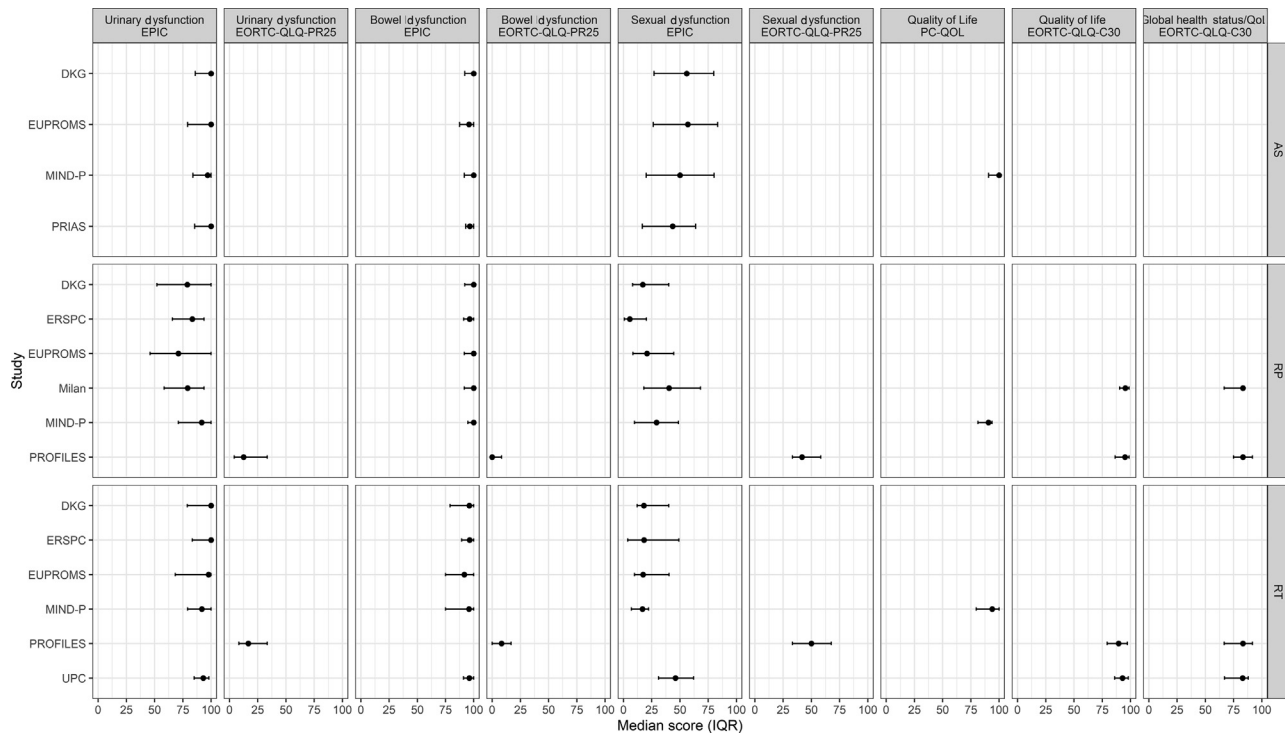 Urinary dysfunction
EPIC
Urinary dysfunction
EORTC-QLQ-PR25
Bowel dysfunction
EPIC
Bowel dysfunction
EORTC-QLQ-PR25
Sexual dysfunction
EPIC
Sexual dysfunction
EORTC-QLQ-PR25
Quality of Life
PC-QOL
Quality of life
EORTC-QLQ-C30
Global health status/QoL
EORTC-QLQ-C30
DKG
EUPROMS
MIND-P
PRIAS
AS
Study
DKG
ERSPC
EUPROMS
Milan
MIND-P
PROFILES
RP
DKG
ERSPC
EUPROMS
MIND-P
PROFILES
UPC
RT
0 25 50 75 100 0 25 50 75 100 0 25 50 75 100 0 25 50 75 100 0 25 50 75 100 0 25 50 75 100 0 25 50 75 100 0 25 50 75 100 0 25 50 75 100
Median score (IQR)